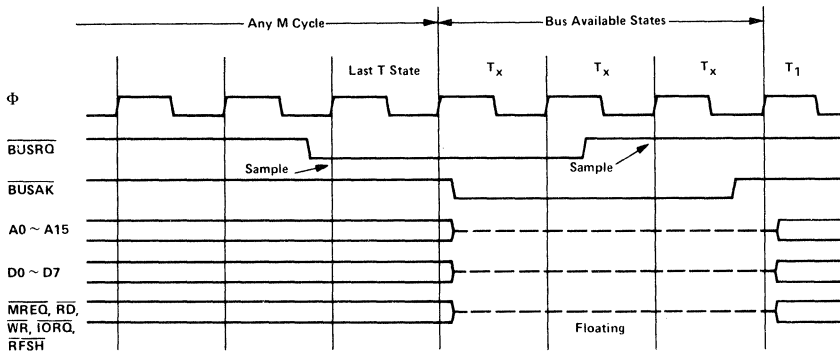 Any M Cycle
Bus Available States
Last T State
Tx
Tx
Tx
T1
Φ
BUSRQ
Sample
Sample
BUSAK
A0 ~ A15
D0 ~ D7
MREQ, RD,
WR, IORQ,
RFSH
Floating